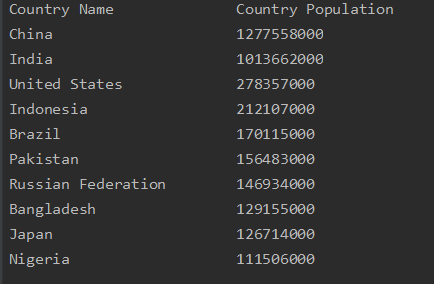 Country Name Country Population
China 1277558000
India 1013662000
United States 278357000
Indonesia 212107000
Brazil 170115000
Pakistan 156483000
Russian Federation 146934000
Bangladesh 129155000
Japan 126714000
Nigeria 111506000